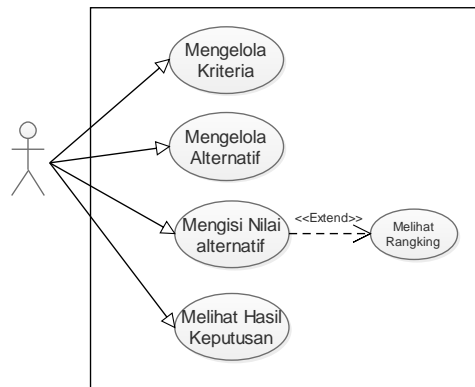 Mengelola
Kriteria
Mengelola
Alternatif
Mengisi Nilai
alternatif
<<Extend>>
Melihat
Rangking
Melihat Hasil
Keputusan